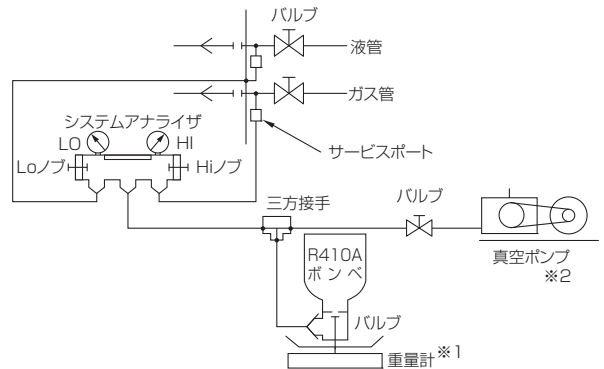 バルブ
液管
ガス管
システムアナライザ
LO
HI
Loノブ
Hiノブ
サービスポート
三方接手
バルブ
R410A
ボンベ
真空ポンプ
※2
バルブ
重量計※1